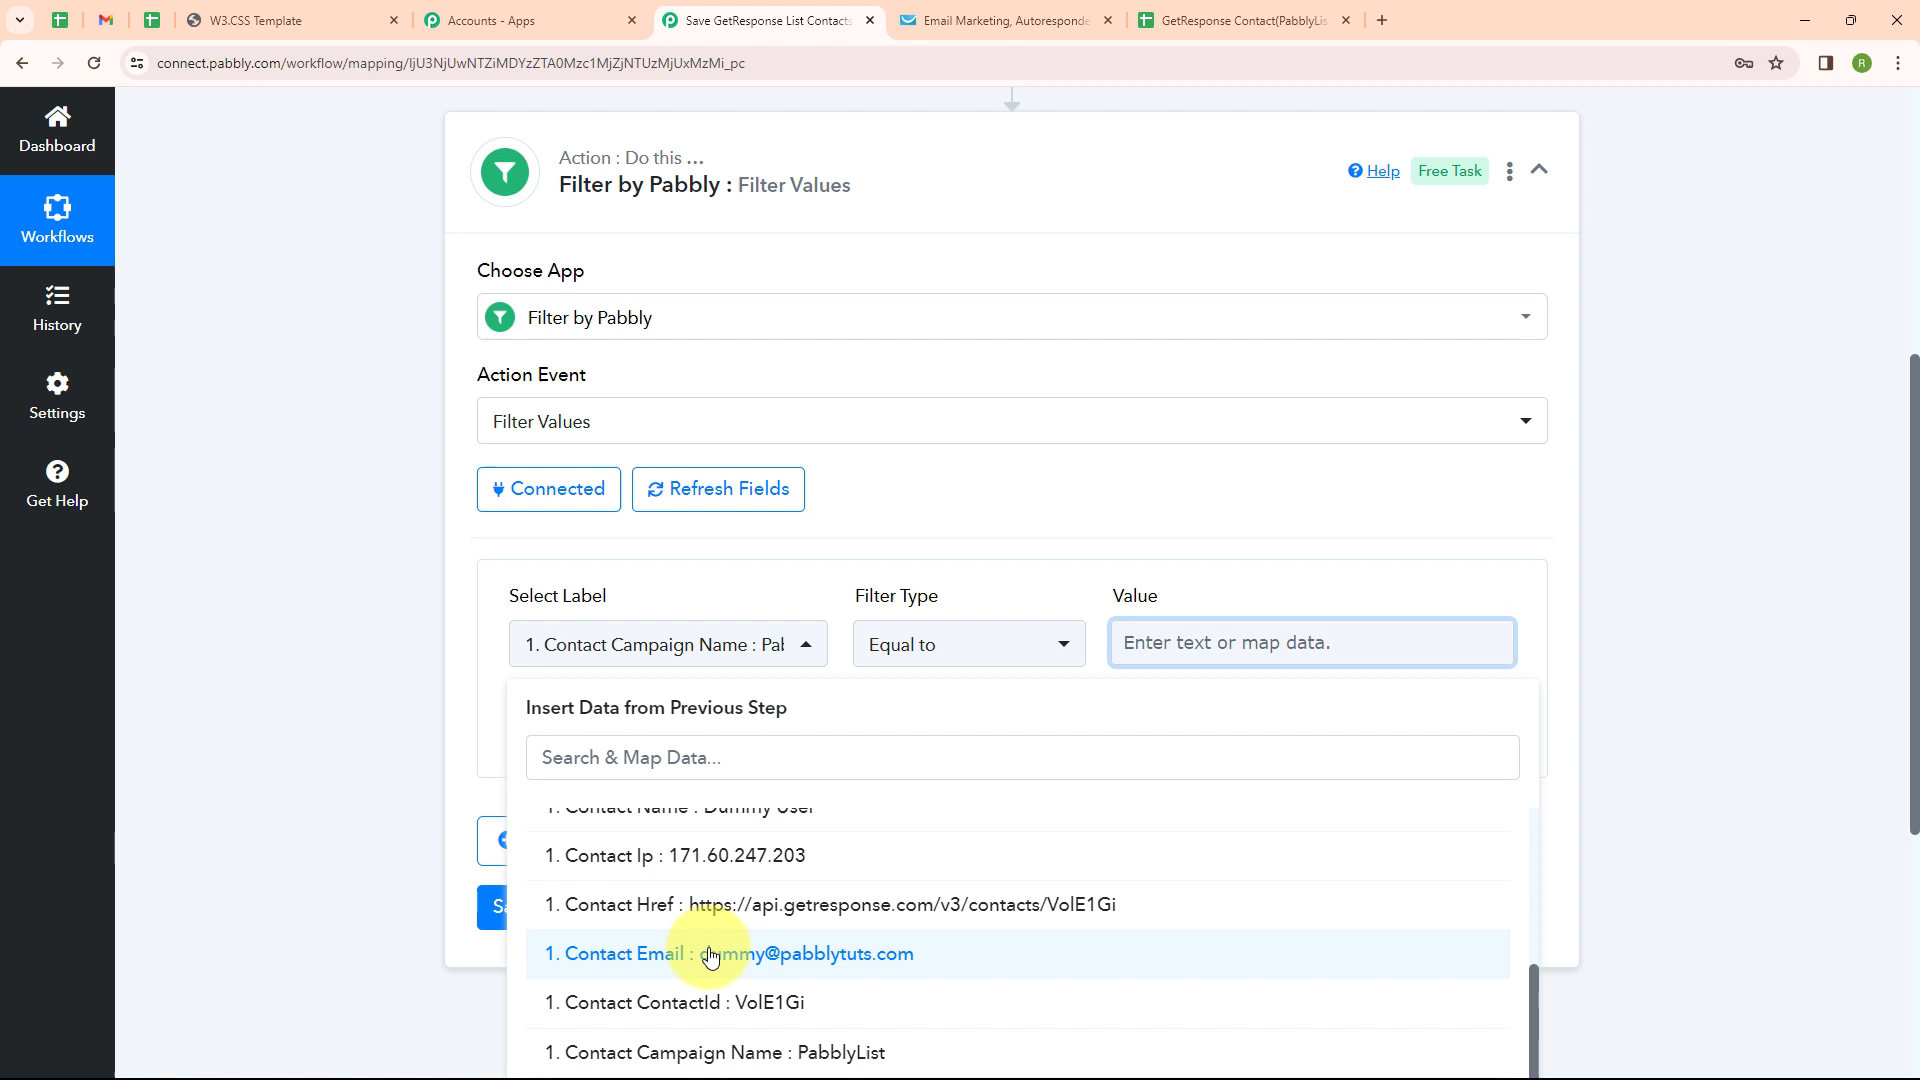 W3.CSS Template
Accounts - Apps
Save GetResponse List Contacts
Email Marketing, Autoresponde
GetResponse Contact(PabblyLis
connect.pabbly.com/workflow/mapping/IjU3NjUwNTZiMDYzZTA0Mzc1MjZjNTUzMjUxMzMi_pc
R
Dashboard
Workflows
History
Settings
Get Help
Action : Do this ...
Filter by Pabbly : Filter Values
Help
Free Task
Choose App
Filter by Pabbly
Action Event
Filter Values
Connected
Refresh Fields
Select Label
Filter Type
Value
1. Contact Campaign Name : Pal
Equal to
Enter text or map data.
Insert Data from Previous Step
Search & Map Data...
1. Contact Name : Dummy User
1. Contact Ip : 171.60.247.203
1. Contact Href : https://api.getresponse.com/v3/contacts/VolE1Gi
1. Contact Email : dummy@pabblytuts.com
1. Contact ContactId : VolE1Gi
1. Contact Campaign Name : PabblyList